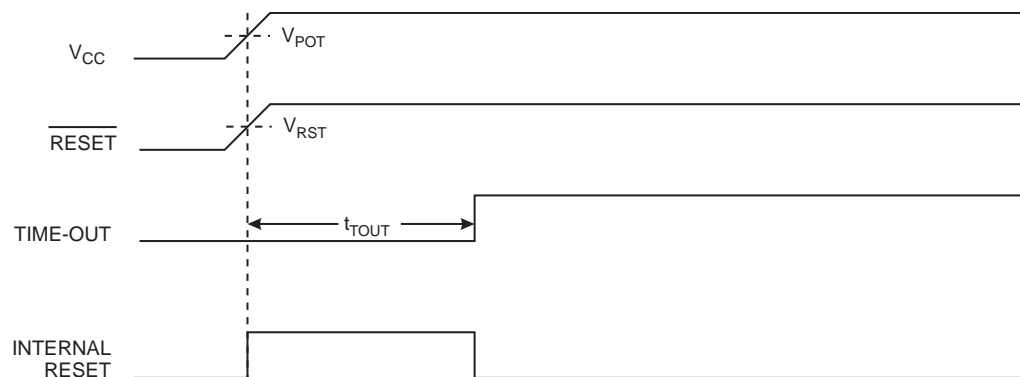 V_CC
V_POT
RESET
V_RST
TIME-OUT
t_TOUT
INTERNAL
RESET